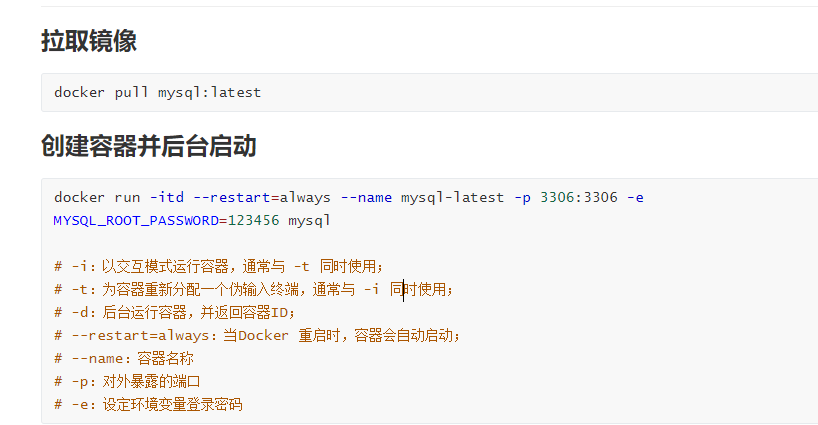 拉取镜像
docker pull mysql:latest
创建容器并后台启动
docker run -itd --restart=always --name mysql-latest -p 3306:3306 -e
MYSQL_ROOT_PASSWORD=123456 mysql
# -i：以交互模式运行容器，通常与 -t 同时使用；
# -t：为容器重新分配一个伪输入终端，通常与 -i 同时使用；
# -d：后台运行容器，并返回容器ID；
# --restart=always：当Docker 重启时，容器会自动启动；
# --name：容器名称
# -p：对外暴露的端口
# -e：设定环境变量登录密码